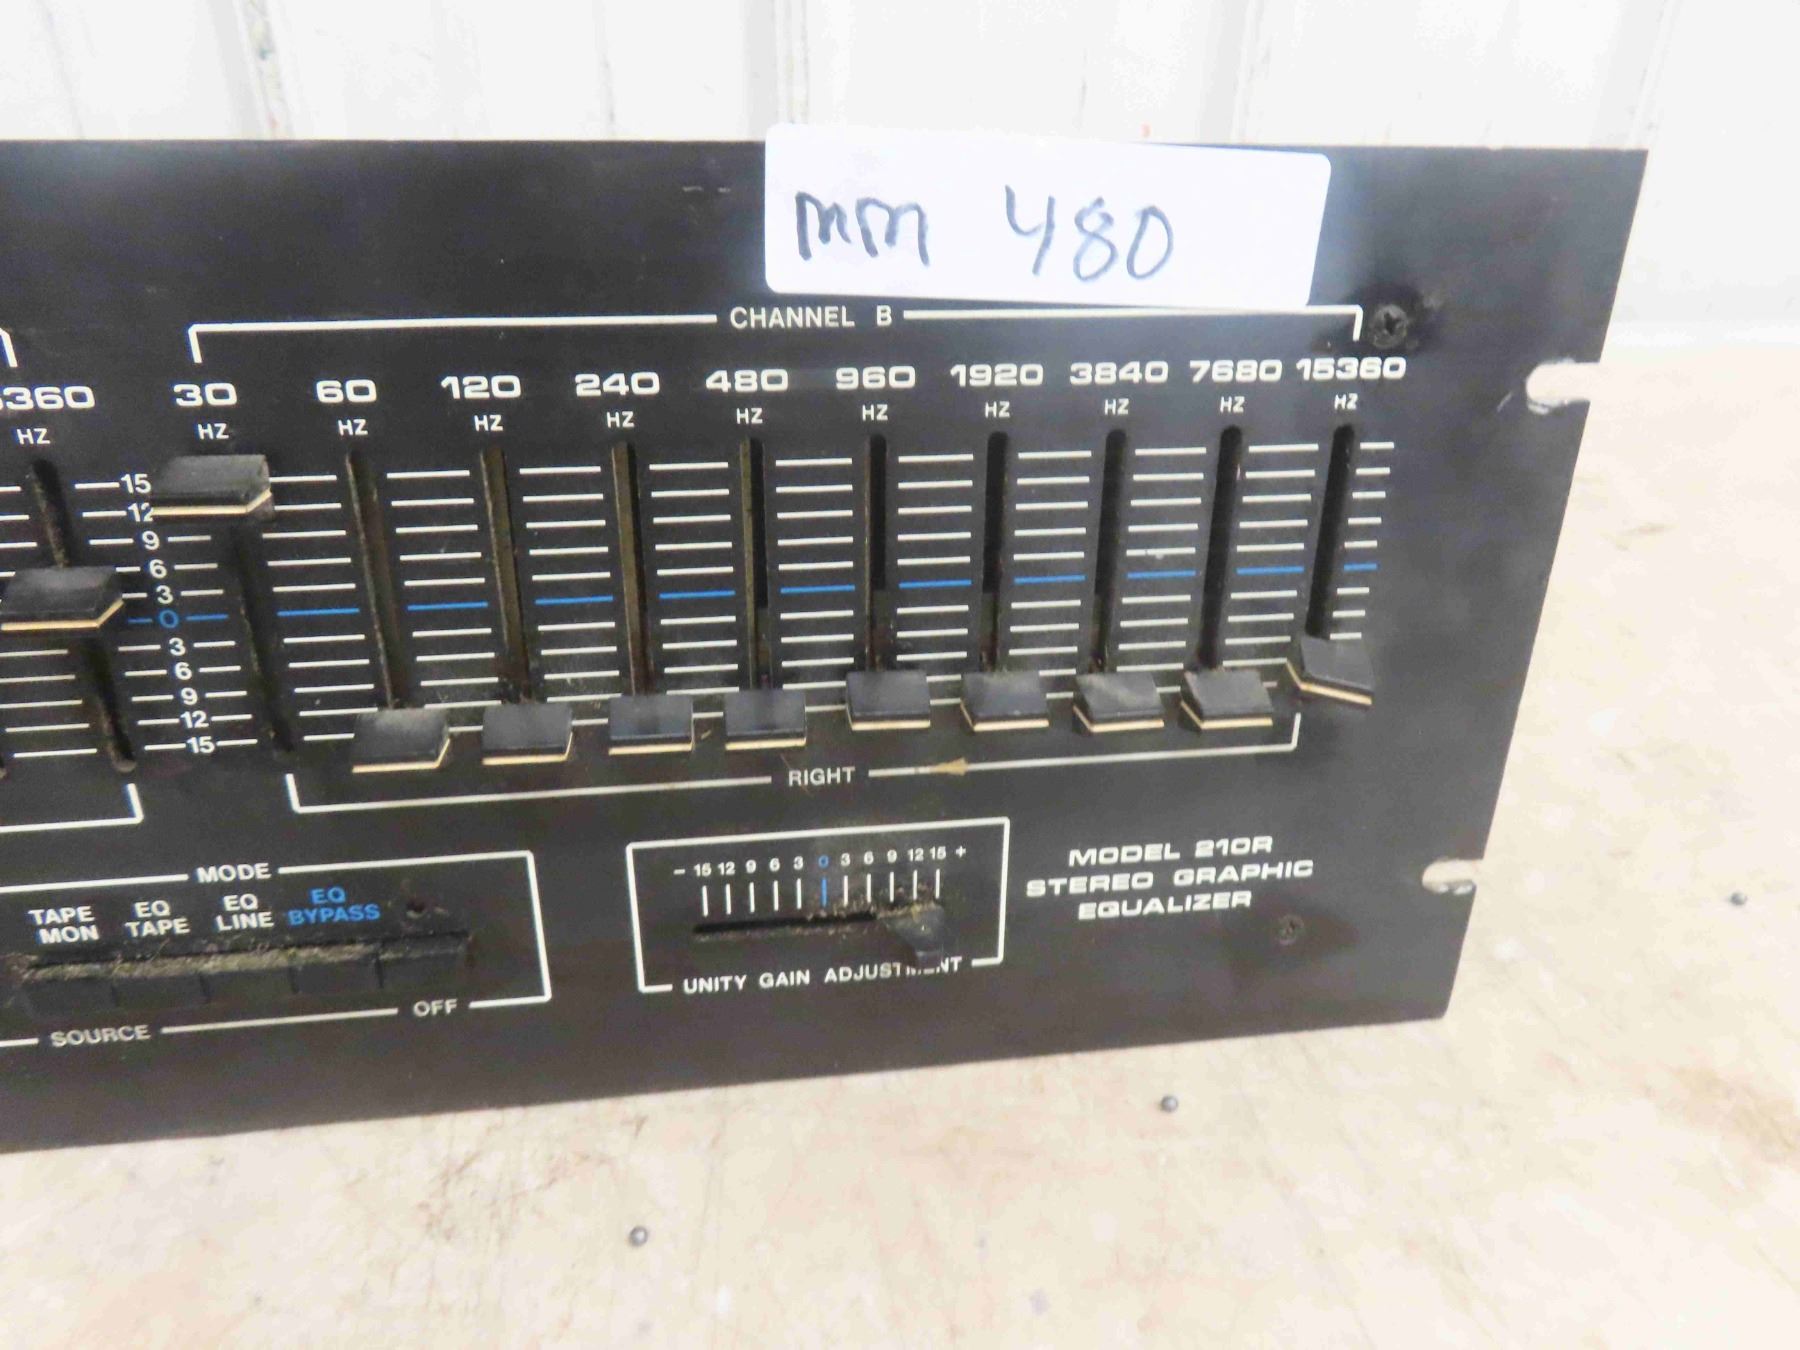 mm 480
CHANNEL B
360 30 60 120 240 480 960 1920 3840 7680 15360
HZ HZ HZ HZ HZ HZ HZ HZ HZ HZ HZ
15
12
9
6
3
0
3
6
9
12
15
RIGHT
MODE
TAPE MON
EQ TAPE
EQ LINE
EQ BYPASS
OFF
SOURCE
- 15 12 9 6 3 0 3 6 9 12 15 +
UNITY GAIN ADJUSTMENT
MODEL 210R
STEREO GRAPHIC
EQUALIZER